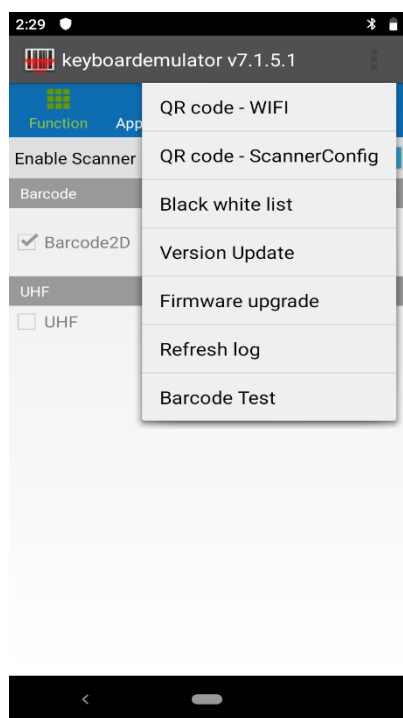 2:29
keyboardemulator v7.1.5.1
Function App
Enable Scanner
Barcode
Barcode2D
UHF
UHF
QR code - WIFI
QR code - ScannerConfig
Black white list
Version Update
Firmware upgrade
Refresh log
Barcode Test